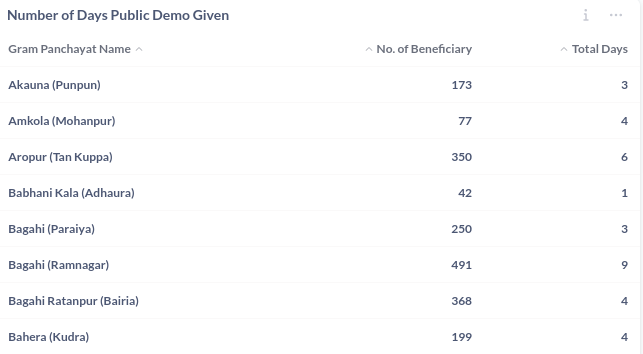 Number of Days Public Demo Given
Gram Panchayat Name No. of Beneficiary Total Days
Akauna (Punpun) 173 3
Amkola (Mohanpur) 77 4
Aropur (Tan Kuppa) 350 6
Babhani Kala (Adhaura) 42 1
Bagahi (Paraiya) 250 3
Bagahi (Ramnagar) 491 9
Bagahi Ratanpur (Bairia) 368 4
Bahera (Kudra) 199 4